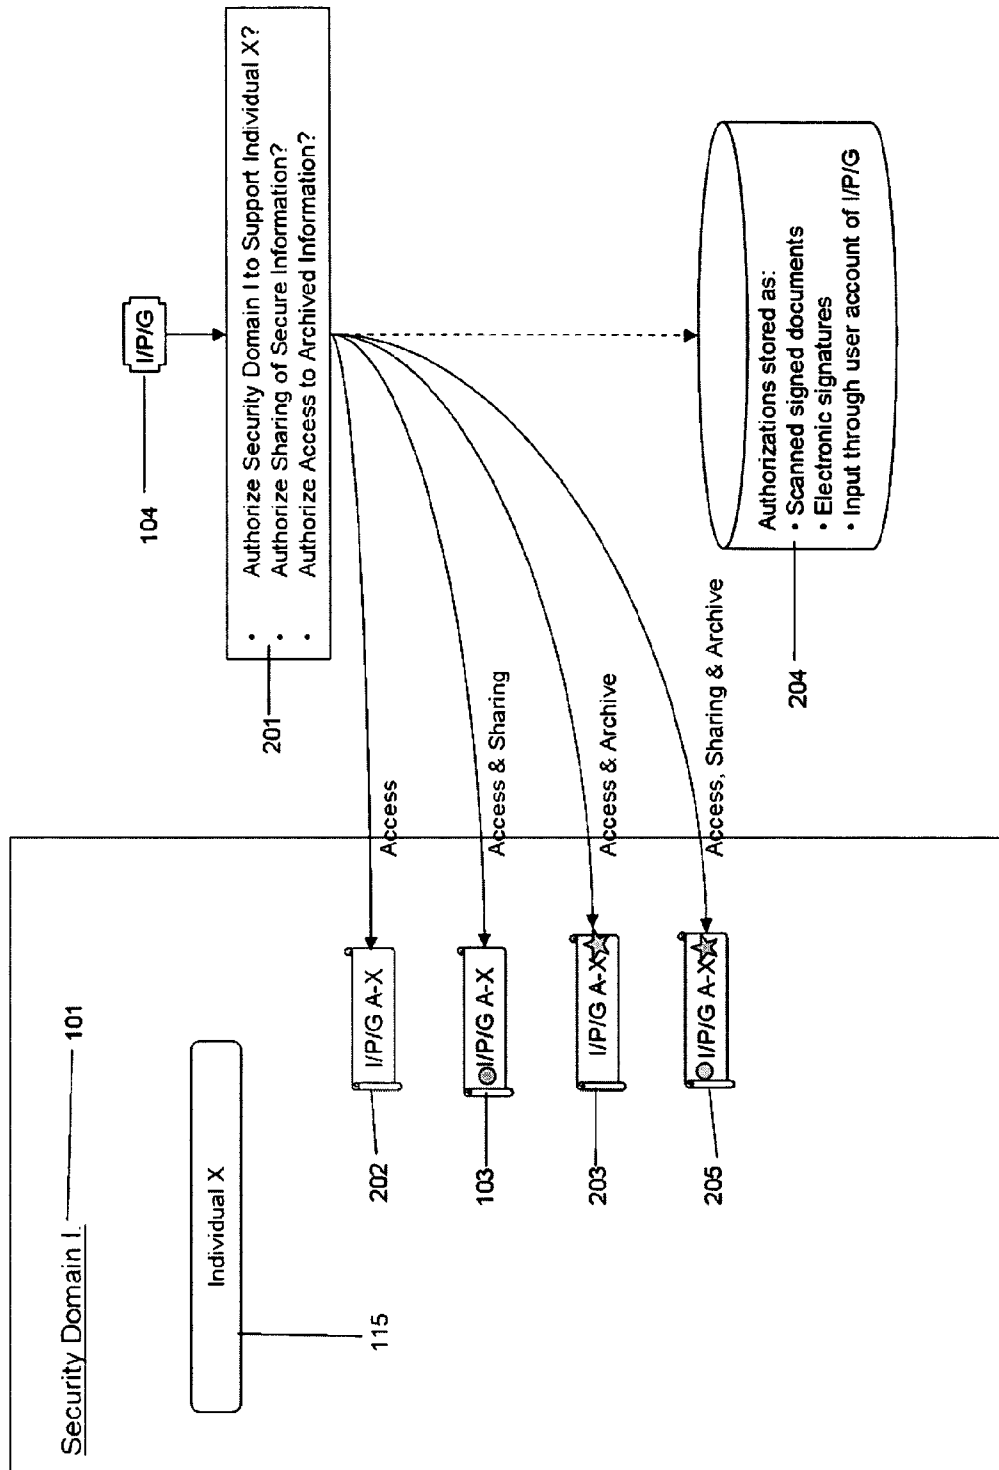 Security Domain I.
101
Individual X
115
I/P/G
104
• Authorize Security Domain I to Support Individual X?
• Authorize Sharing of Secure Information?
• Authorize Access to Archived Information?
201
Access
I/P/G A-X
202
Access & Sharing
I/P/G A-X
103
Access & Archive
I/P/G A-X
203
Access, Sharing & Archive
I/P/G A-X
205
Authorizations stored as:
• Scanned signed documents
• Electronic signatures
• Input through user account of I/P/G
204